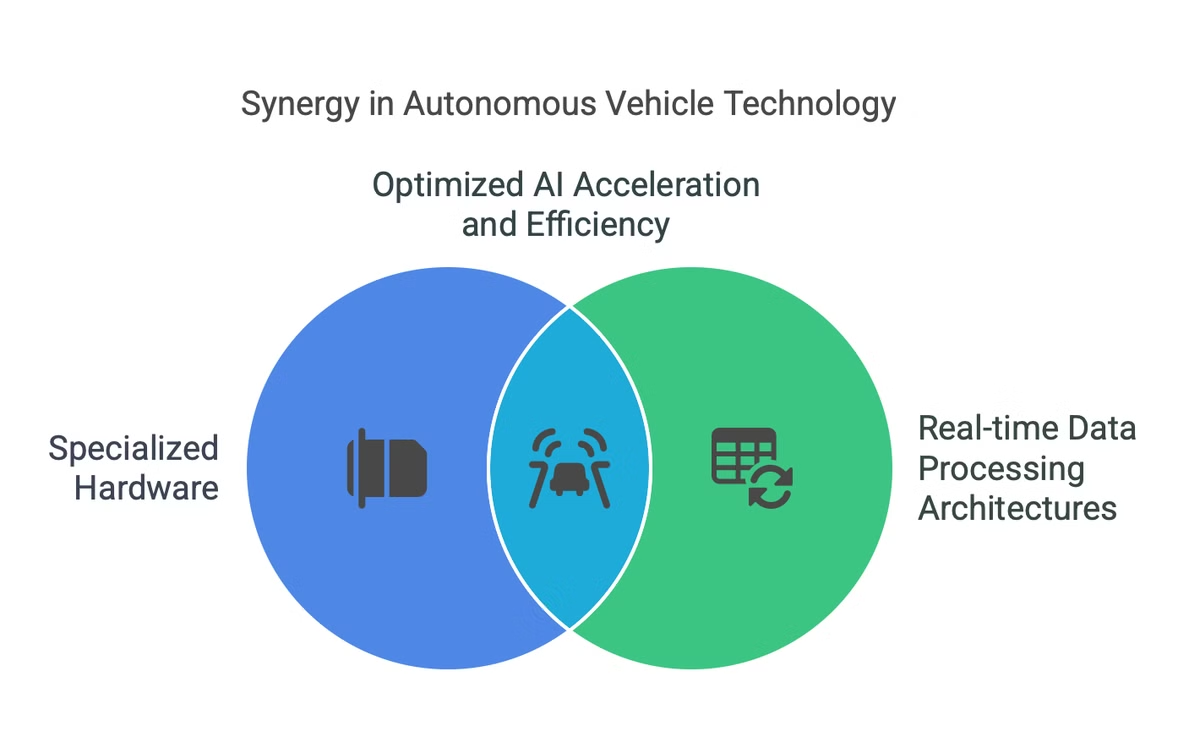 Synergy in Autonomous Vehicle Technology
Optimized AI Acceleration
and Efficiency
Specialized
Hardware
Real-time Data
Processing
Architectures